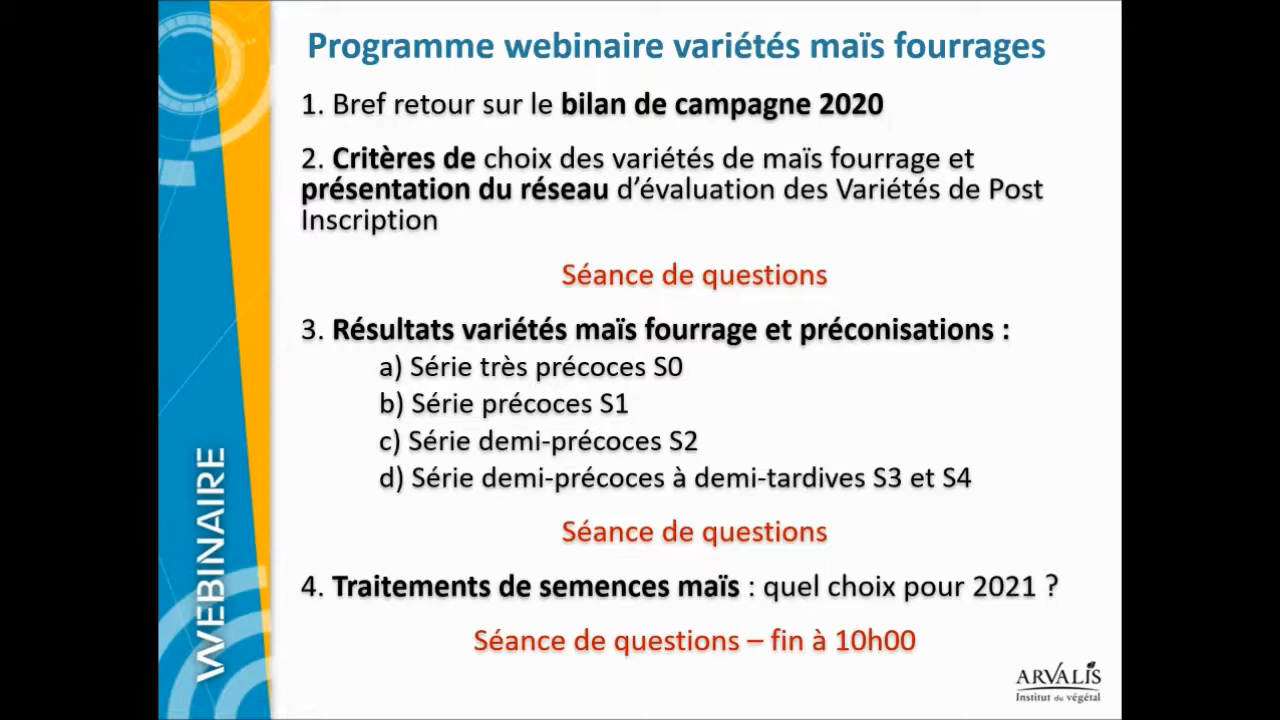 Programme webinaire variétés maïs fourrages
1. Bref retour sur le bilan de campagne 2020
2. Critères de choix des variétés de maïs fourrage et
présentation du réseau d’évaluation des Variétés de Post
Inscription
Séance de questions
3. Résultats variétés maïs fourrage et préconisations :
a) Série très précoces S0
b) Série précoces S1
c) Série demi-précoces S2
d) Série demi-précoces à demi-tardives S3 et S4
Séance de questions
4. Traitements de semences maïs : quel choix pour 2021 ?
Séance de questions – fin à 10h00
WEBINAIRE
ARVALIS
Institut du végétal